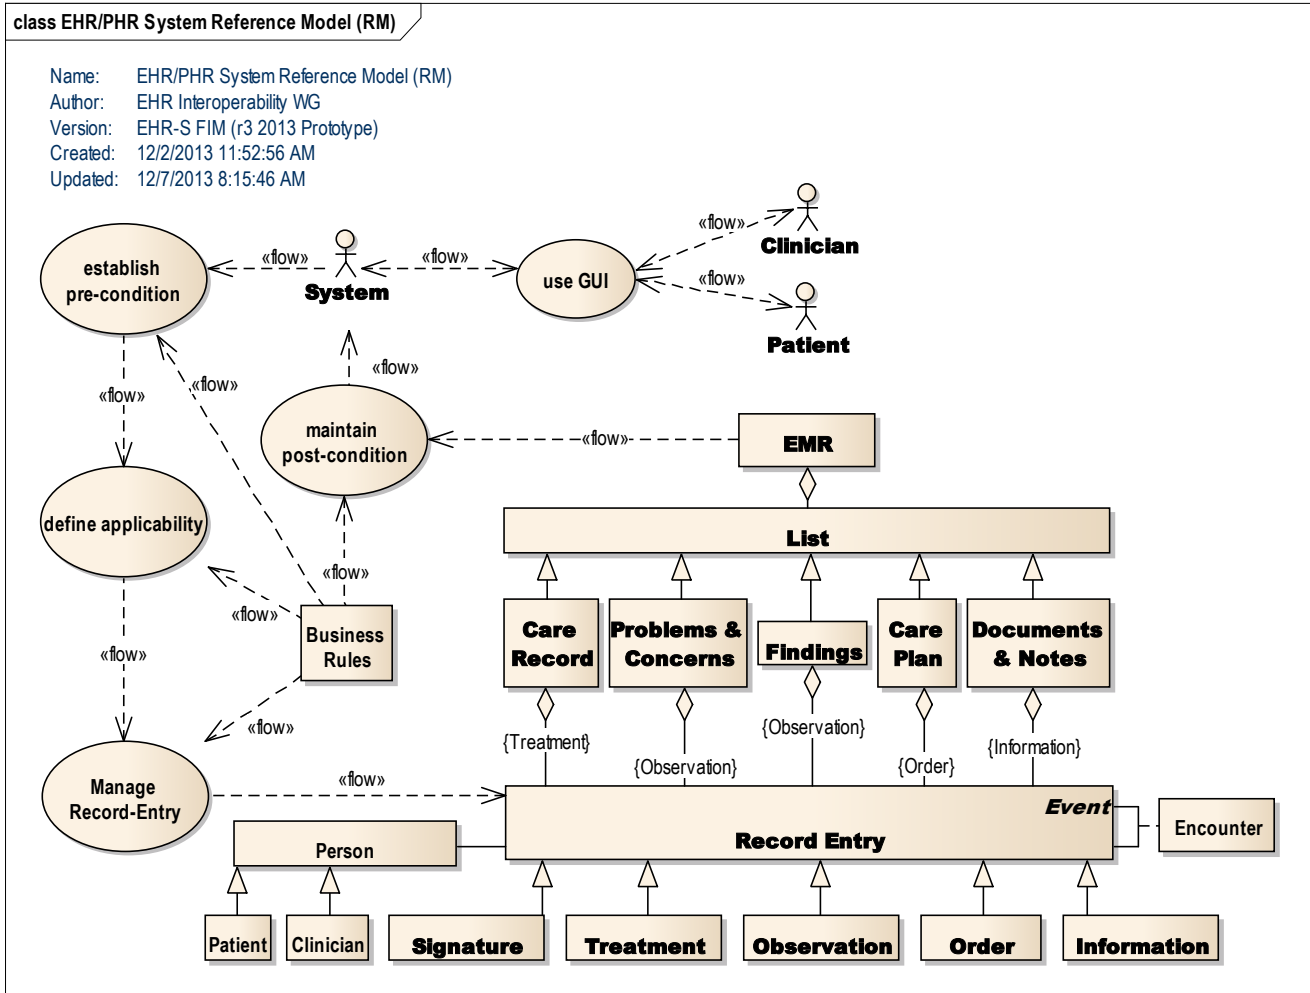 class EHR/PHR System Reference Model (RM)
Name: EHR/PHR System Reference Model (RM)
Author: EHR Interoperability WG
Version: EHR-S FIM (r3 2013 Prototype)
Created: 12/2/2013 11:52:56 AM
Updated: 12/7/2013 8:15:46 AM
«flow»
Clinician
establish
pre-condition
«flow»
System
«flow»
use GUI
«flow»
Patient
«flow»
«flow»
«flow»
maintain
post-condition
«flow»
EMR
define applicability
List
«flow»
«flow»
Business
Rules
Care
Record
Problems &
Concerns
Findings
Care
Plan
Documents
& Notes
«flow»
«flow»
{Treatment}
{Observation}
{Observation}
{Order}
{Information}
Manage
Record-Entry
«flow»
Event
Record Entry
Encounter
Person
Patient
Clinician
Signature
Treatment
Observation
Order
Information